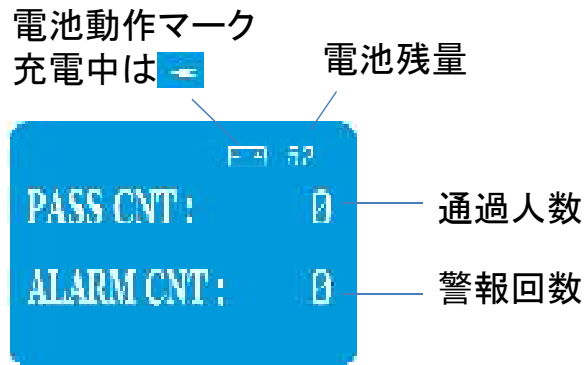 電池動作マーク
充電中は
電池残量
52
PASS CNT : 0
通過人数
ALARM CNT : 0
警報回数